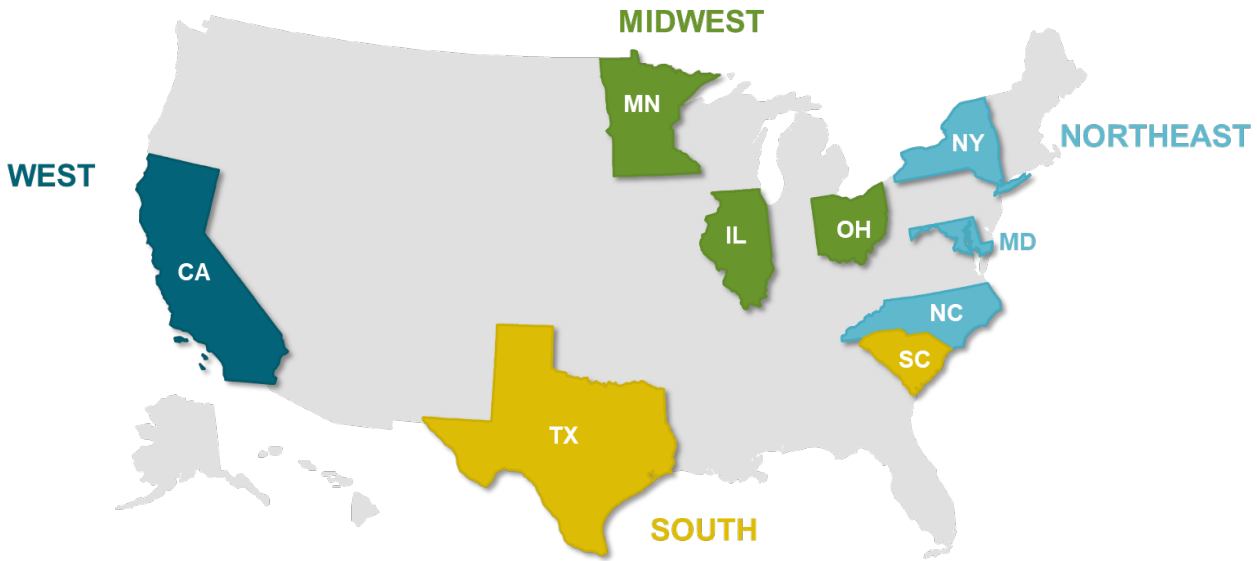 MIDWEST
MN
NY
NORTHEAST
WEST
IL
OH
MD
CA
NC
SC
TX
SOUTH